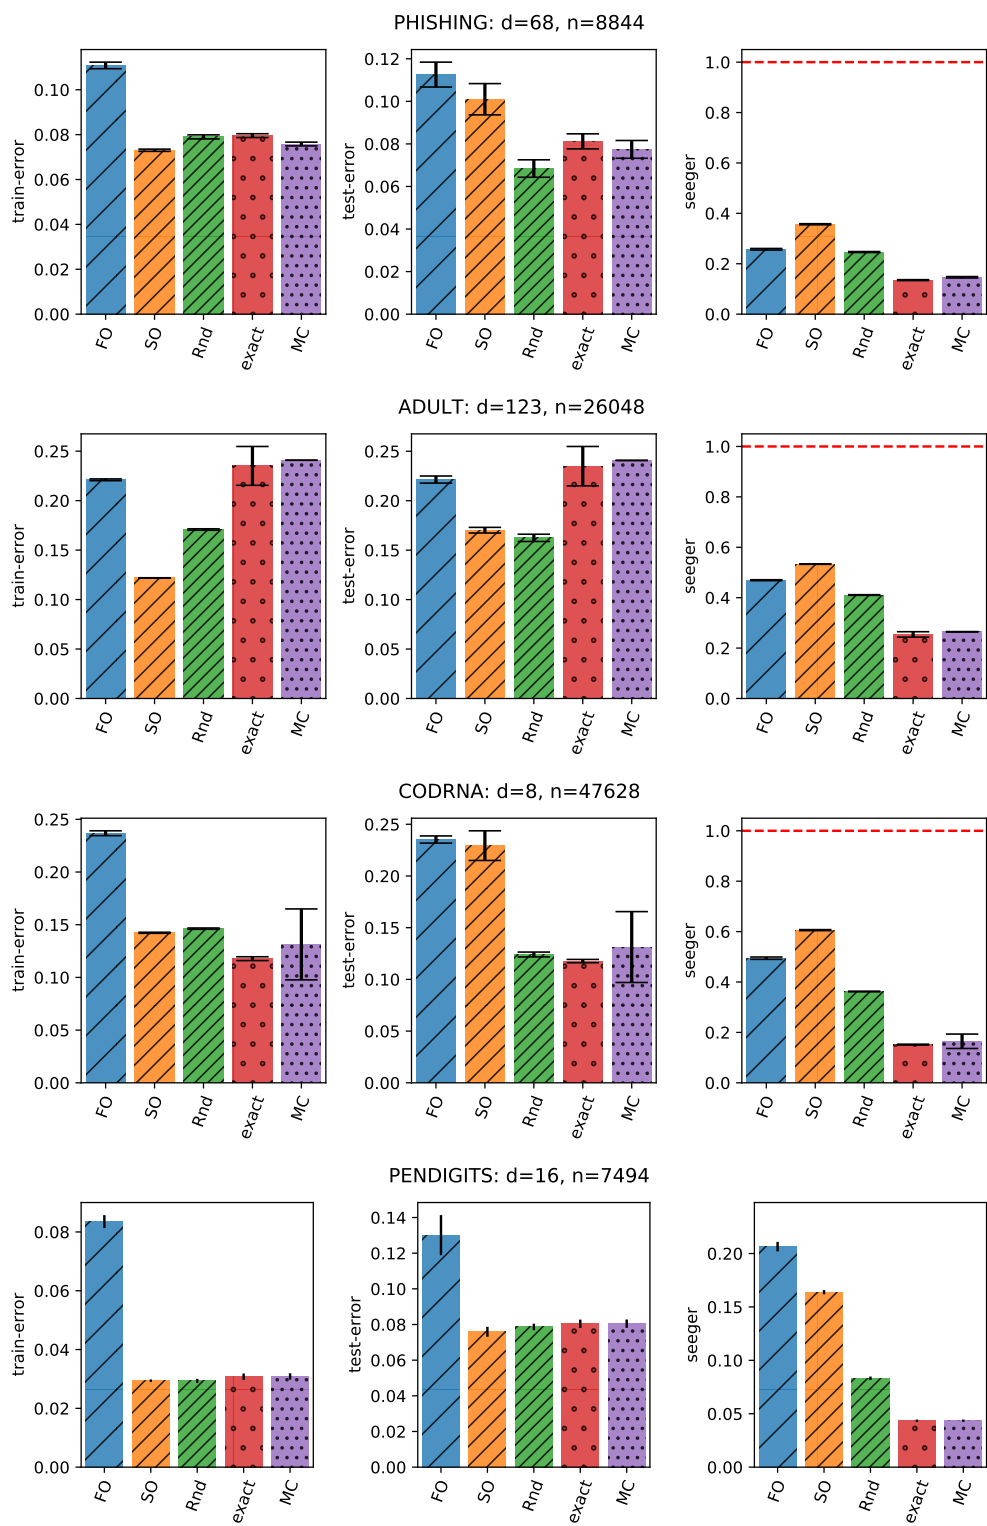 PHISHING: d=68, n=8844
train-error
0.10
0.08
0.06
0.04
0.02
0.00
FO SO Rnd exact MC
test-error
0.12
0.10
0.08
0.06
0.04
0.02
0.00
FO SO Rnd exact MC
seeger
1.0
0.8
0.6
0.4
0.2
0.0
FO SO Rnd exact MC
ADULT: d=123, n=26048
train-error
0.25
0.20
0.15
0.10
0.05
0.00
FO SO Rnd exact MC
test-error
0.25
0.20
0.15
0.10
0.05
0.00
FO SO Rnd exact MC
seeger
1.0
0.8
0.6
0.4
0.2
0.0
FO SO Rnd exact MC
CODRNA: d=8, n=47628
train-error
0.25
0.20
0.15
0.10
0.05
0.00
FO SO Rnd exact MC
test-error
0.25
0.20
0.15
0.10
0.05
0.00
FO SO Rnd exact MC
seeger
1.0
0.8
0.6
0.4
0.2
0.0
FO SO Rnd exact MC
PENDIGITS: d=16, n=7494
train-error
0.08
0.06
0.04
0.02
0.00
FO SO Rnd exact MC
test-error
0.14
0.12
0.10
0.08
0.06
0.04
0.02
0.00
FO SO Rnd exact MC
seeger
0.20
0.15
0.10
0.05
0.00
FO SO Rnd exact MC